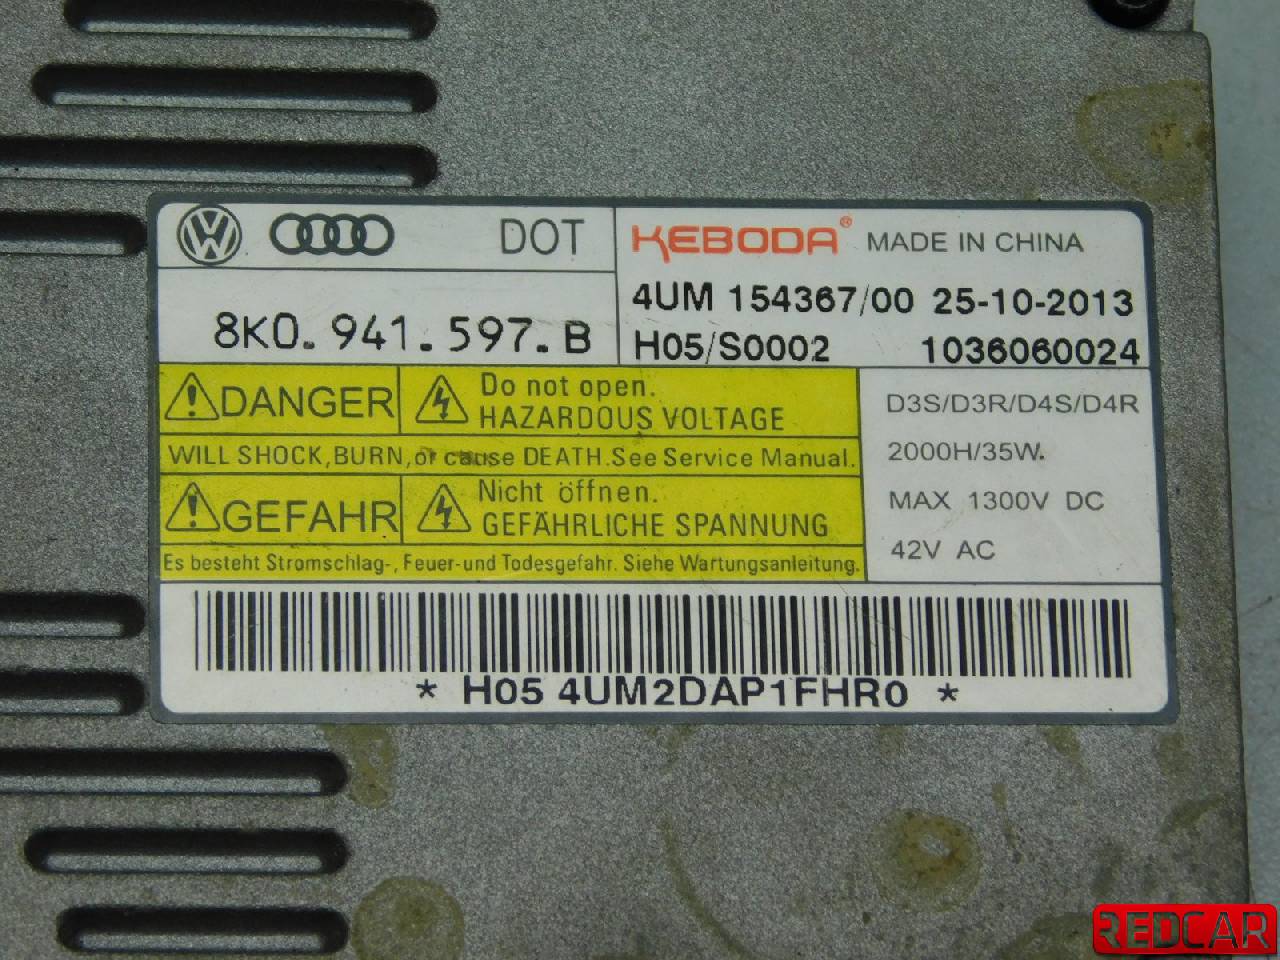 VW DOT
8K0.941.597.B
KEBODA® MADE IN CHINA
4UM 154367/00 25-10-2013
H05/S0002 1036060024
DANGER
Do not open.
HAZARDOUS VOLTAGE
WILL SHOCK, BURN, or cause DEATH. See Service Manual.
GEFAHR
Nicht öffnen.
GEFÄHRLICHE SPANNUNG
Es besteht Stromschlag-, Feuer-und Todesgefahr. Siehe Wartungsanleitung.
D3S/D3R/D4S/D4R
2000H/35W.
MAX 1300V DC
42V AC
* H05 4UM2DAP1FHR0 *
REDCAR